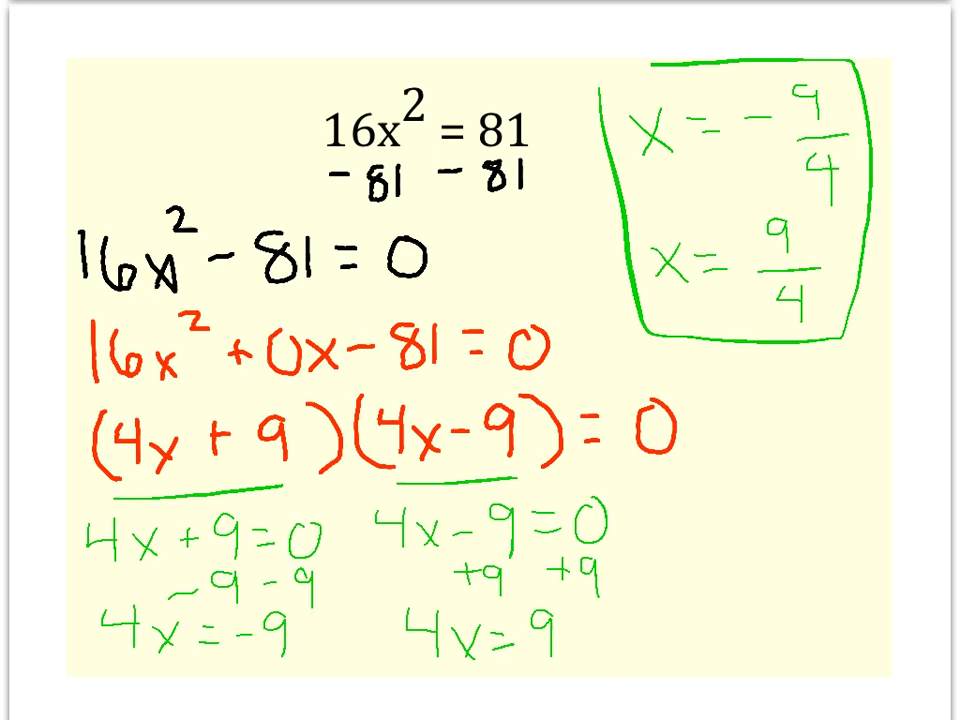 16x² = 81
- 81 - 81
16x² - 81 = 0
16x² + 0x - 81 = 0
(4x + 9)(4x - 9) = 0
4x + 9 = 0
- 9 - 9
4x = -9
4x - 9 = 0
+9 +9
4x = 9
x = - 9/4
x = 9/4